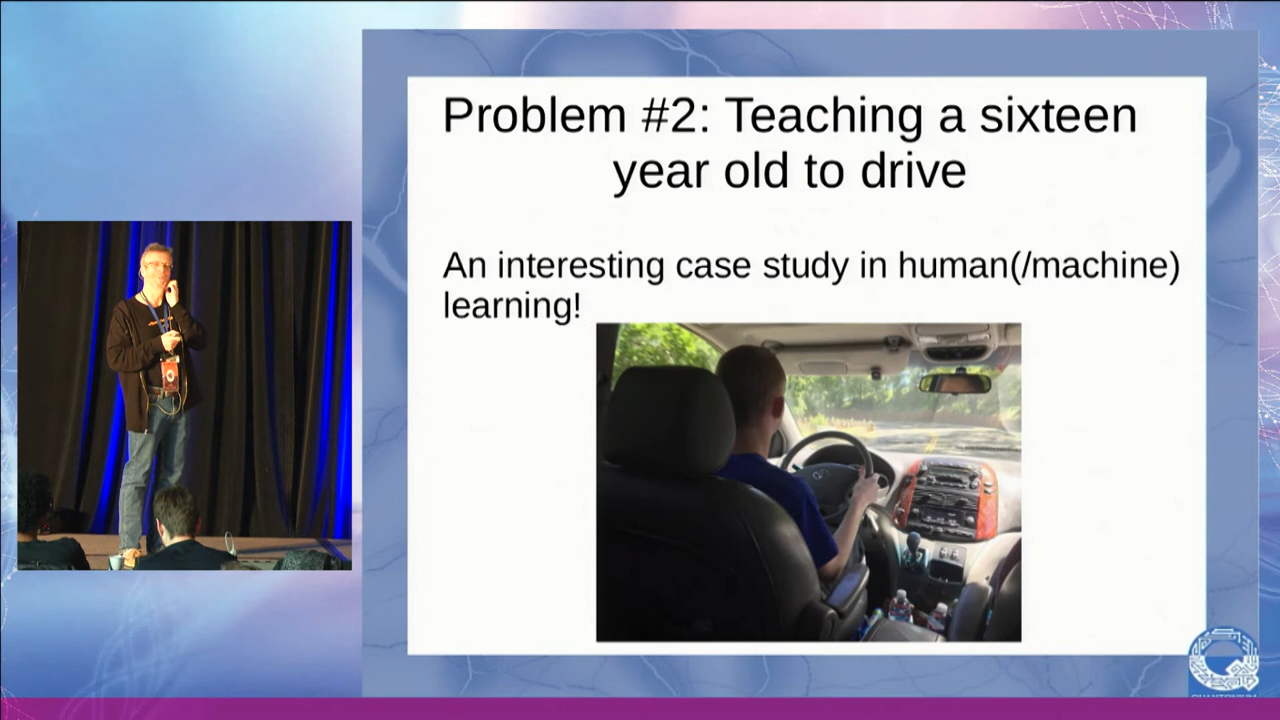 Problem #2: Teaching a sixteen
year old to drive
An interesting case study in human(/machine)
learning!